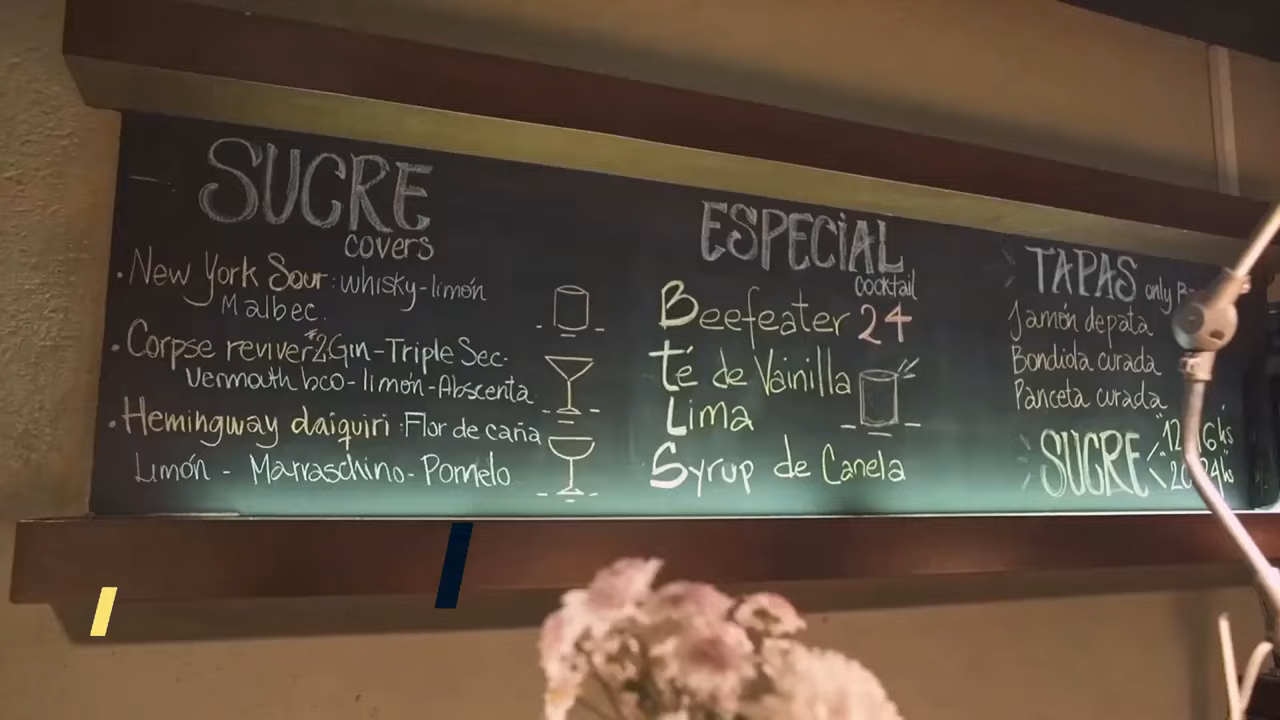 SUCRE
covers
· New York Sour: whisky-limón
Malbec.
· Corpse reviver #2 Gin-Triple Sec-
Vermouth bco-limón-Abscenta
· Hemingway daiquiri: Flor de caña
Limón - Marraschino-Pomelo
ESPECIAL
cocktail
Beefeater 24
Té de Vainilla
Lima
Syrup de Canela
TAPAS only
Jamón de pata
Bondiola curada
Panceta curada
SUCRE